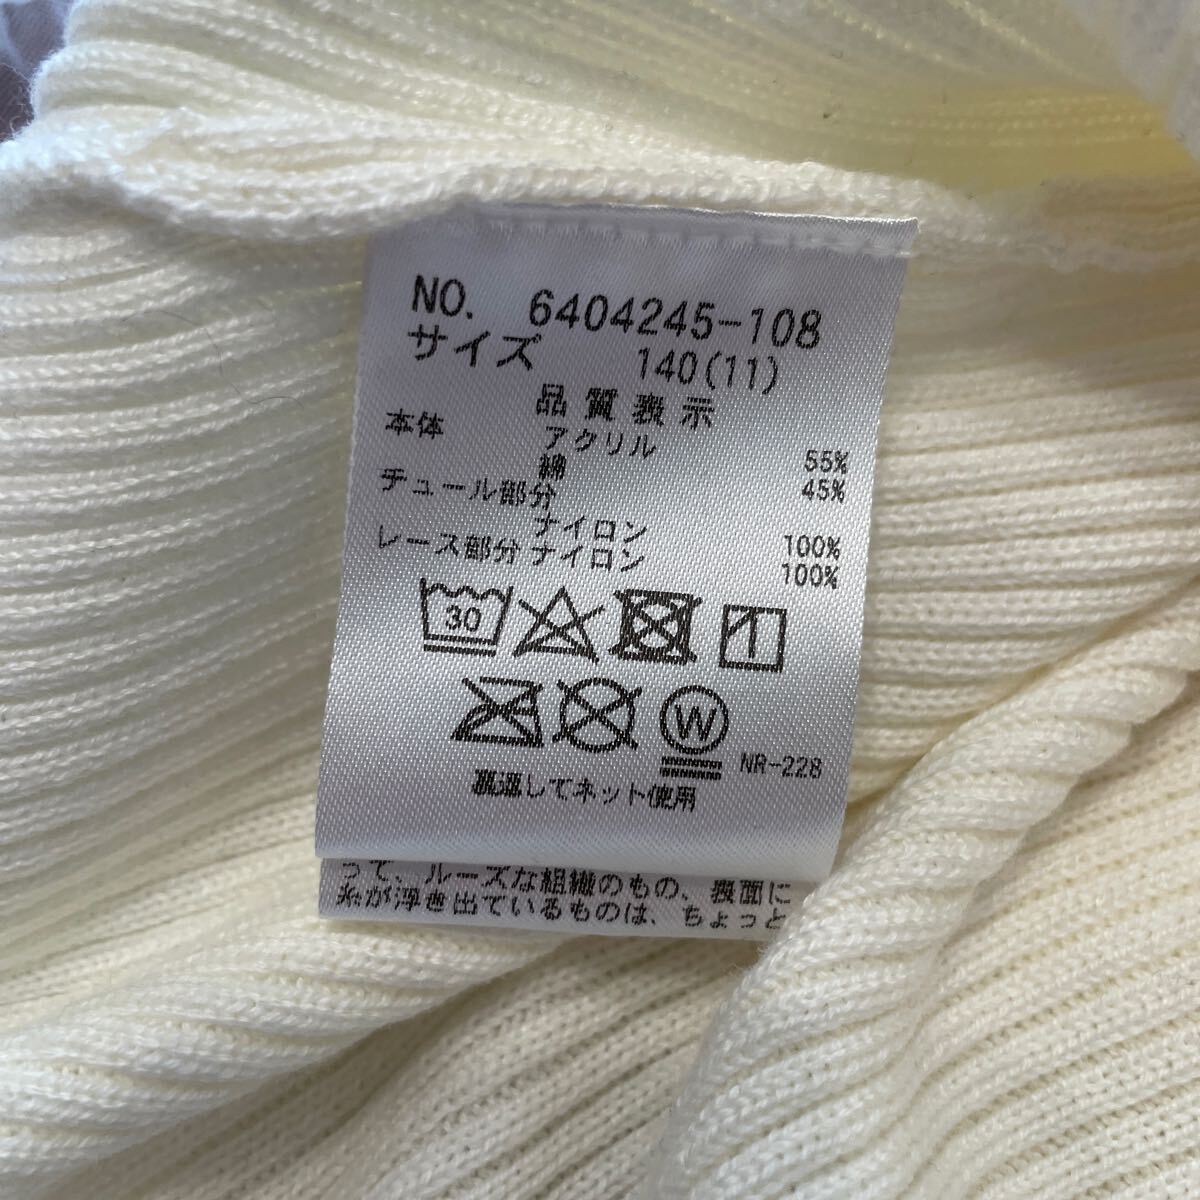 NO. 6404245-108
サイズ 140(11)
品質表示
本体 アクリル 55%
綿 45%
チュール部分
ナイロン 100%
レース部分 ナイロン 100%
30
W
NR-228
裏返してネット使用
って、ルーズな組織のもの、表面に
糸が浮き出ているものは、ちょっと